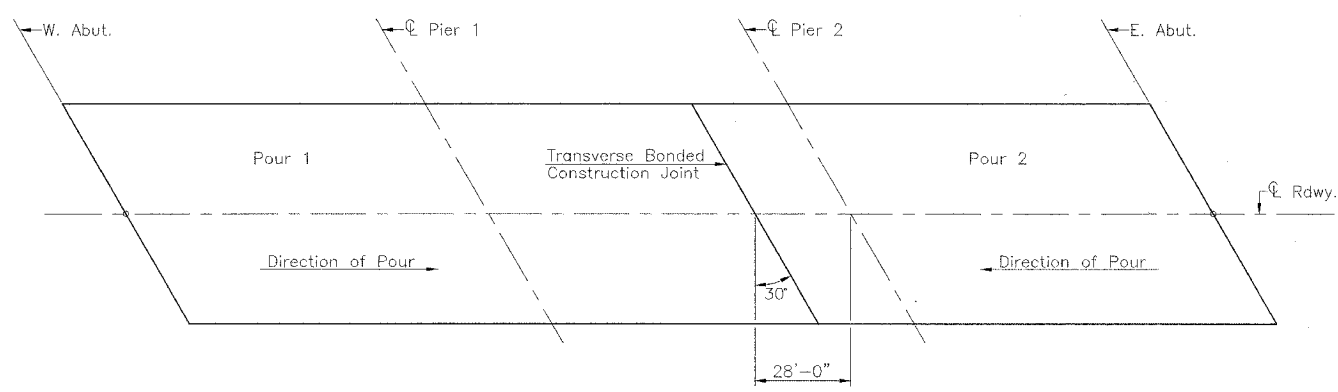 W. Abut.
℄ Pier 1
℄ Pier 2
E. Abut.
Pour 1
Transverse Bonded
Construction Joint
Pour 2
℄ Rdwy.
Direction of Pour
Direction of Pour
30°
28'-0"